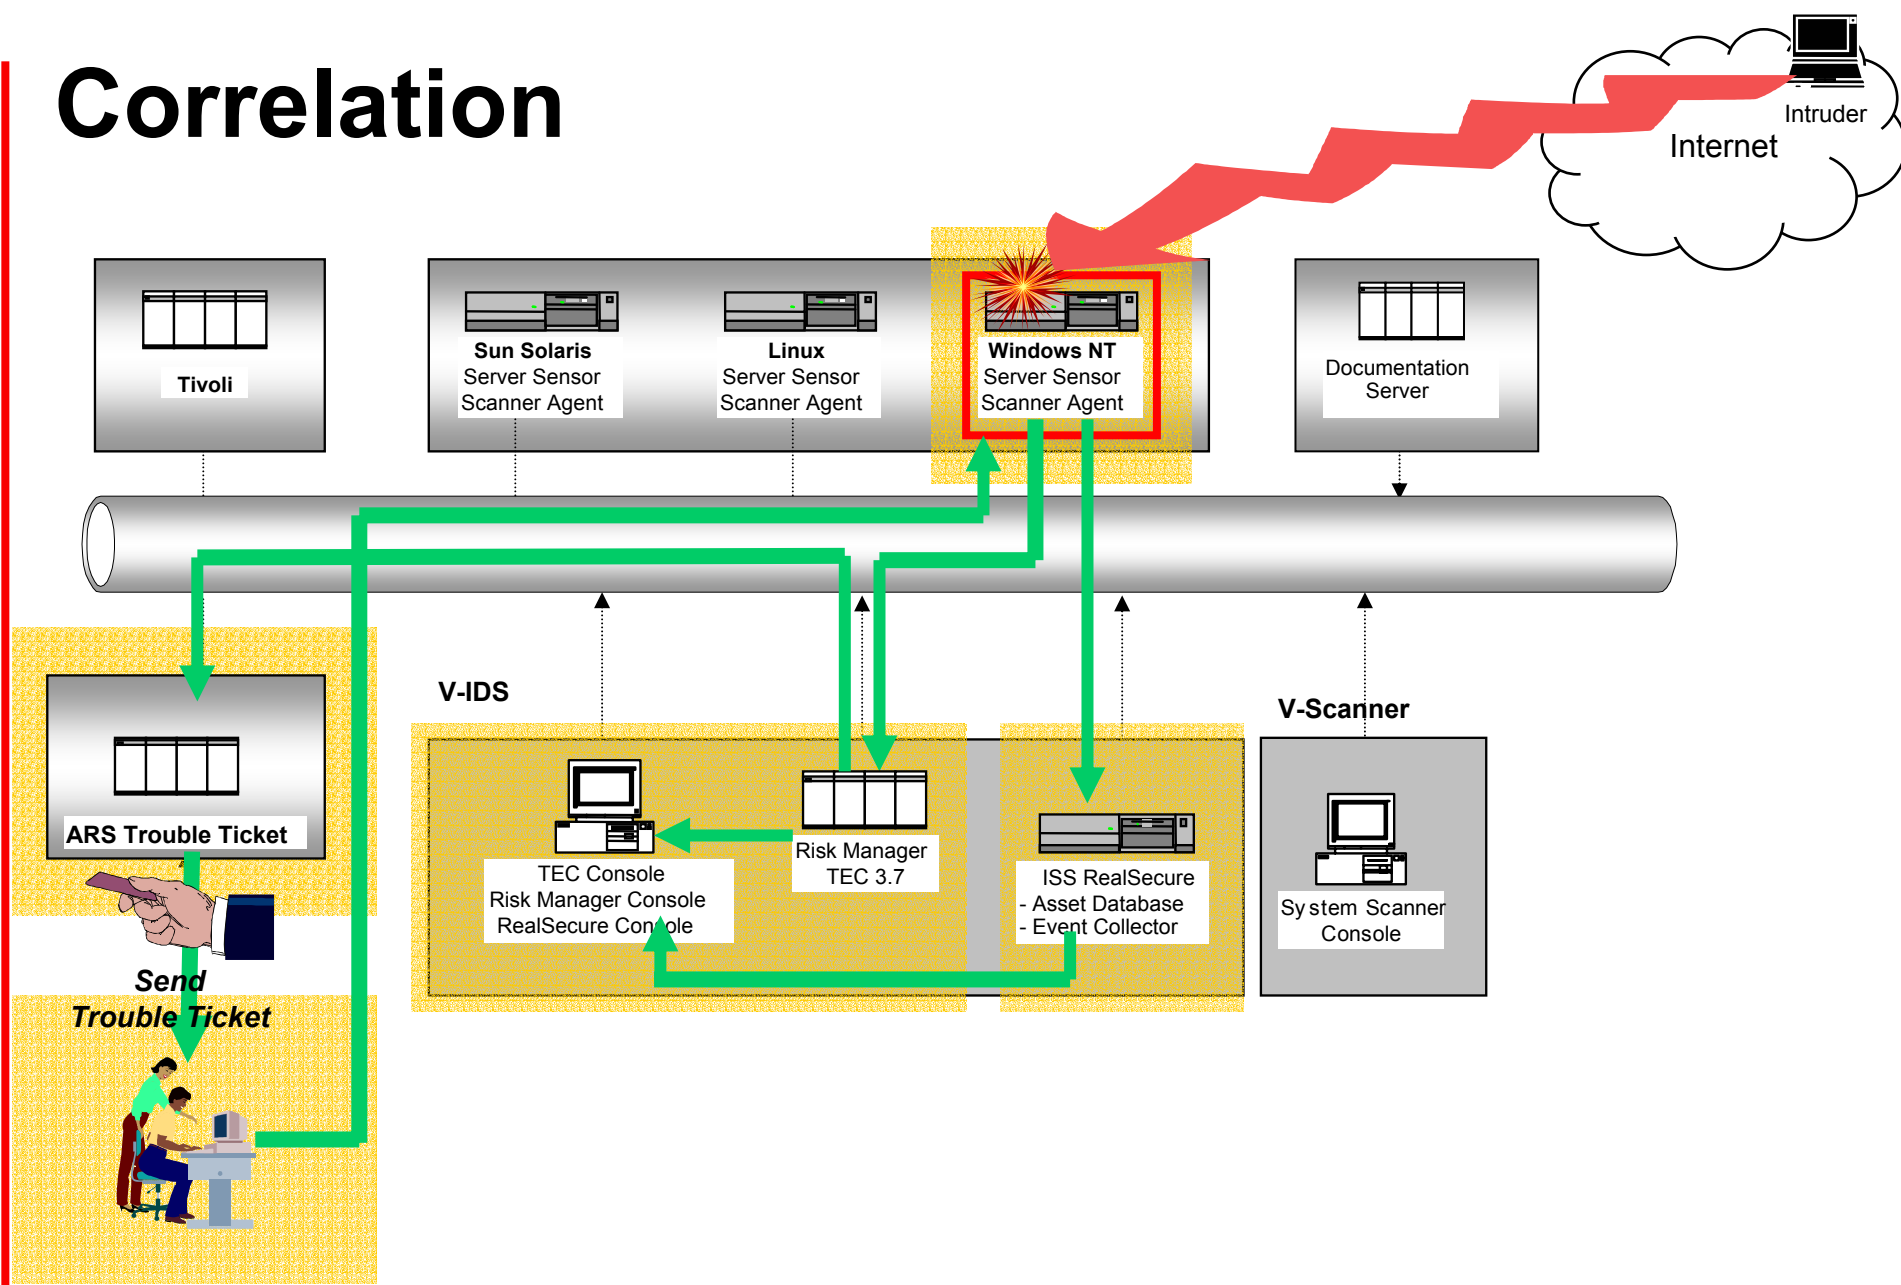 Correlation
Intruder
Internet
Tivoli
Sun Solaris
Server Sensor
Scanner Agent
Linux
Server Sensor
Scanner Agent
Windows NT
Server Sensor
Scanner Agent
Documentation
Server
V-IDS
V-Scanner
ARS Trouble Ticket
TEC Console
Risk Manager Console
RealSecure Console
Risk Manager
TEC 3.7
ISS RealSecure
- Asset Database
- Event Collector
System Scanner
Console
Send
Trouble Ticket